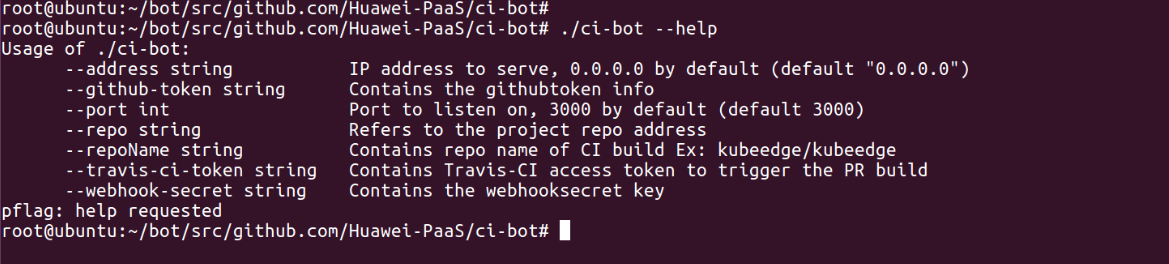 root@ubuntu:~/bot/src/github.com/Huawei-PaaS/ci-bot#
root@ubuntu:~/bot/src/github.com/Huawei-PaaS/ci-bot# ./ci-bot --help
Usage of ./ci-bot:
      --address string           IP address to serve, 0.0.0.0 by default (default "0.0.0.0")
      --github-token string      Contains the githubtoken info
      --port int                 Port to listen on, 3000 by default (default 3000)
      --repo string              Refers to the project repo address
      --repoName string          Contains repo name of CI build Ex: kubeedge/kubeedge
      --travis-ci-token string   Contains Travis-CI access token to trigger the PR build
      --webhook-secret string    Contains the webhooksecret key
pflag: help requested
root@ubuntu:~/bot/src/github.com/Huawei-PaaS/ci-bot#